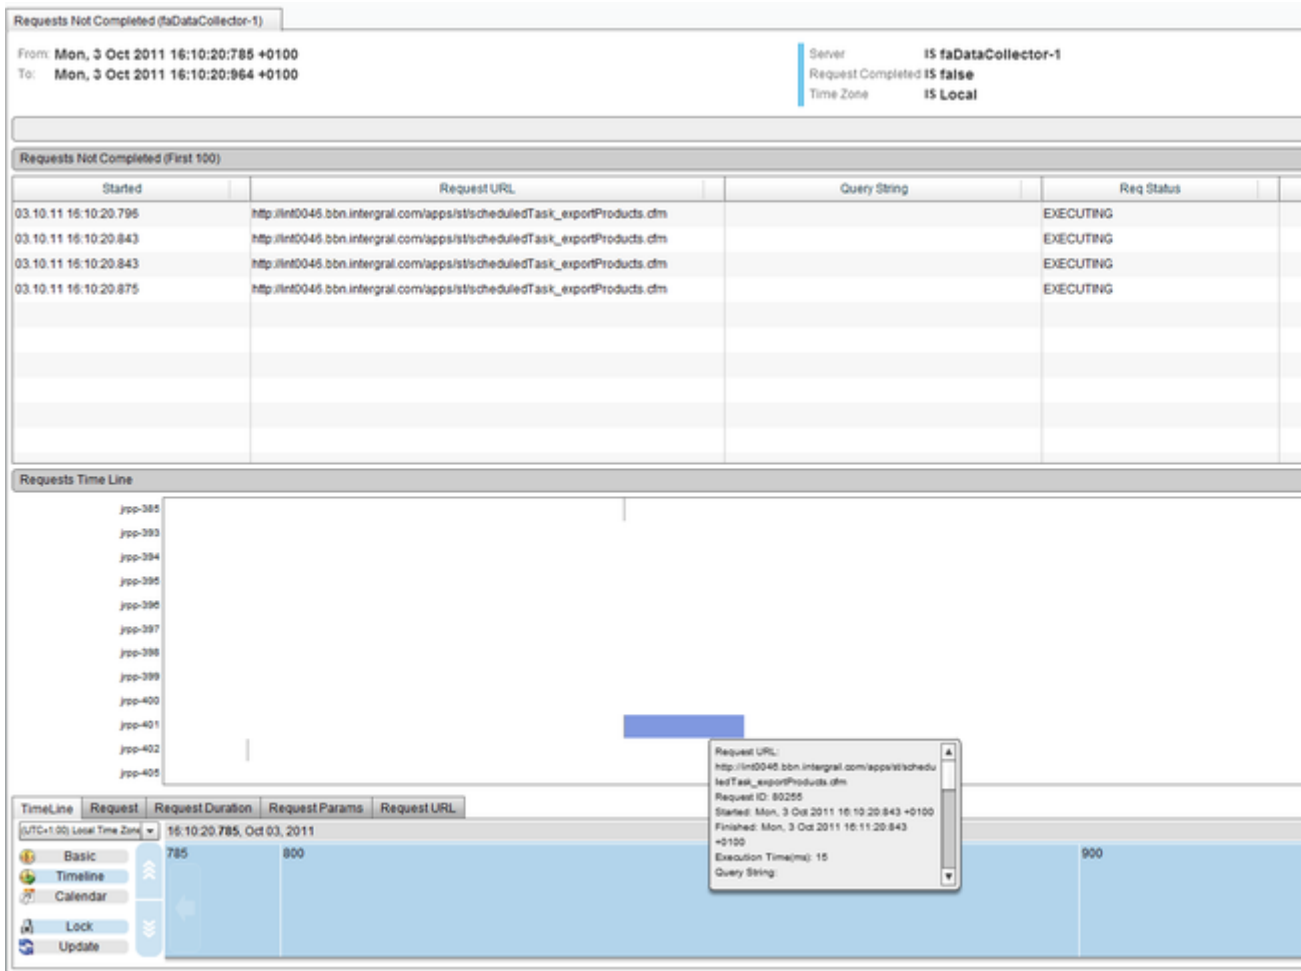 Requests Not Completed (faDataCollector-1)
From: Mon, 3 Oct 2011 16:10:20:785 +0100
To: Mon, 3 Oct 2011 16:10:20:964 +0100
Server IS faDataCollector-1
Request Completed IS false
Time Zone IS Local
Requests Not Completed (First 100)
Started Request URL Query String Req Status
03.10.11 16:10:20.796 http://int0046.bbn.intergral.com/apps/st/scheduledTask_exportProducts.cfm EXECUTING
03.10.11 16:10:20.843 http://int0046.bbn.intergral.com/apps/st/scheduledTask_exportProducts.cfm EXECUTING
03.10.11 16:10:20.843 http://int0046.bbn.intergral.com/apps/st/scheduledTask_exportProducts.cfm EXECUTING
03.10.11 16:10:20.875 http://int0046.bbn.intergral.com/apps/st/scheduledTask_exportProducts.cfm EXECUTING
Requests Time Line
jrpp-385
jrpp-393
jrpp-394
jrpp-395
jrpp-396
jrpp-397
jrpp-398
jrpp-399
jrpp-400
jrpp-401
jrpp-402
jrpp-405
Request URL:
http://int0046.bbn.intergral.com/apps/st/schedu
ledTask_exportProducts.cfm
Request ID: 80255
Started: Mon, 3 Oct 2011 16:10:20:843 +0100
Finished: Mon, 3 Oct 2011 16:11:20:843
+0100
Execution Time(ms): 15
Query String:
TimeLine Request Request Duration Request Params Request URL
(UTC+1:00) Local Time Zone 16:10:20.785, Oct 03, 2011
785 800 900
Basic
Timeline
Calendar
Lock
Update